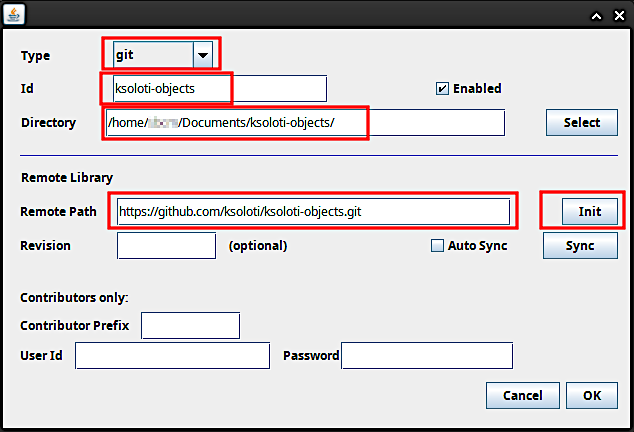 Type git
Id ksoloti-objects Enabled
Directory /home/ /Documents/ksoloti-objects/ Select
Remote Library
Remote Path https://github.com/ksoloti/ksoloti-objects.git Init
Revision (optional) Auto Sync Sync
Contributors only:
Contributor Prefix
User Id Password
Cancel OK